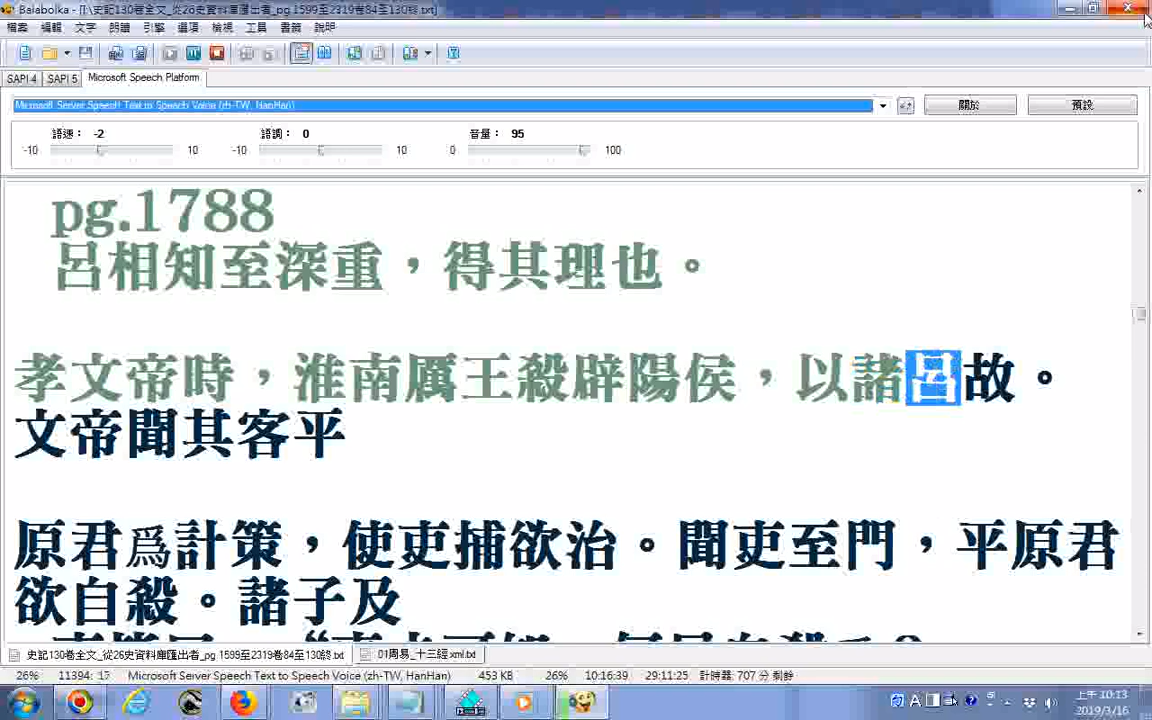 Balabolka - [I:\史記130卷全文_從26史資料庫匯出者_pg 1599至2319卷84至130終.txt]
檔案 編輯 文字 朗讀 引擎 選項 檢視 工具 書籤 說明
SAPI 4 SAPI 5 Microsoft Speech Platform
Microsoft Server Speech Text to Speech Voice (zh-TW, HanHan)
關於 預設
語速： -2 語調： 0 音量： 95
-10 10 -10 10 0 100
pg.1788
呂相知至深重，得其理也。
孝文帝時，淮南厲王殺辟陽侯，以諸呂故。
文帝聞其客平
原君爲計策，使吏捕欲治。聞吏至門，平原君
欲自殺。諸子及
史記130卷全文_從26史資料庫匯出者_pg 1599至2319卷84至130終.txt 01周易_十三經.xml.txt
26% 11394: 17 Microsoft Server Speech Text to Speech Voice (zh-TW, HanHan) 453 KB 26% 10:16:39 29:11:25 計時器: 707 分 剩餘
上午 10:13
2019/3/16